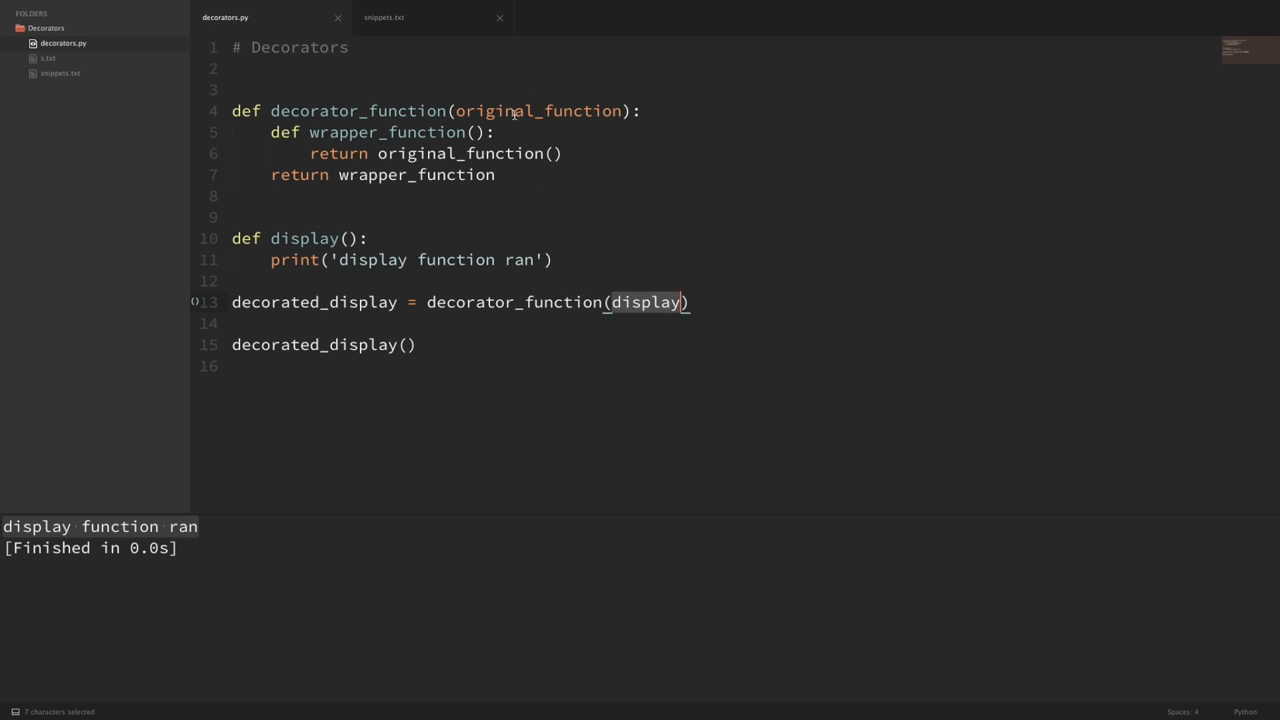 FOLDERS
Decorators
decorators.py
s.txt
snippets.txt
decorators.py
snippets.txt
1 # Decorators
2
3
4 def decorator_function(original_function):
5 def wrapper_function():
6 return original_function()
7 return wrapper_function
8
9
10 def display():
11 print('display function ran')
12
13 decorated_display = decorator_function(display)
14
15 decorated_display()
16
display function ran
[Finished in 0.0s]
7 characters selected
Spaces: 4
Python